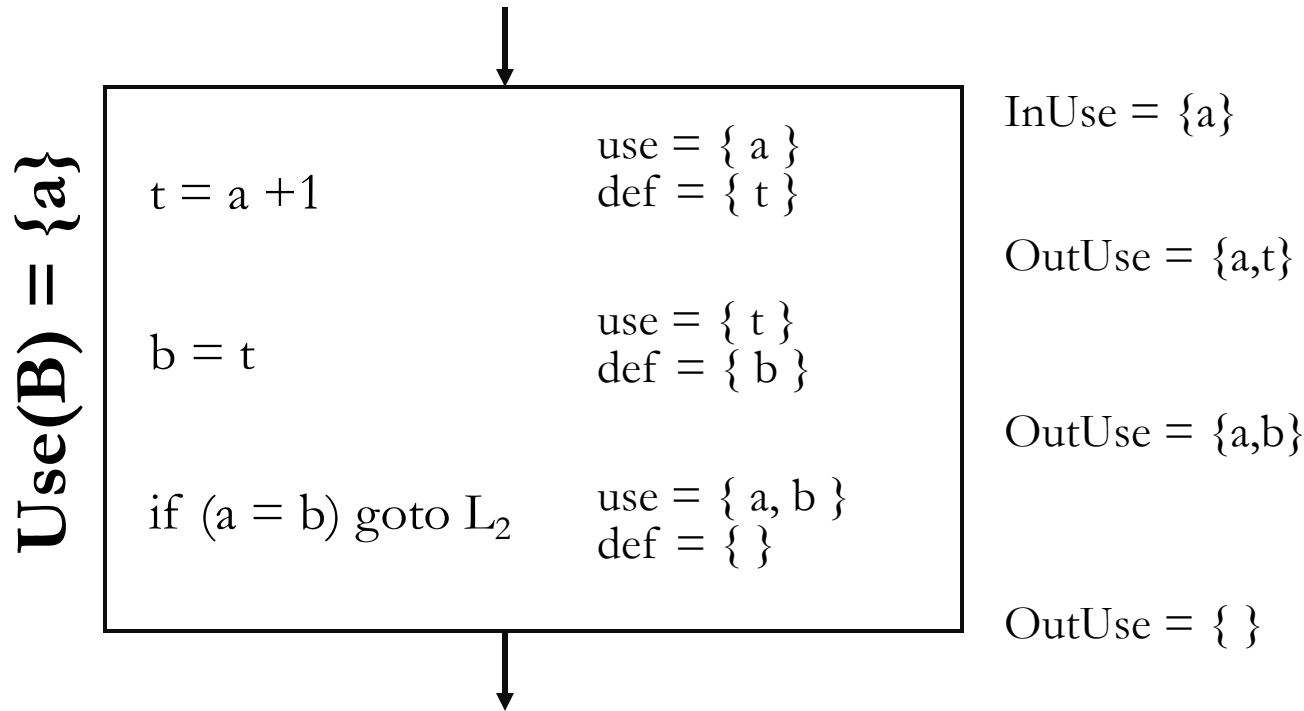 Use(B) = {a}
InUse = {a}
t = a +1
use = { a }
def = { t }
OutUse = {a,t}
b = t
use = { t }
def = { b }
OutUse = {a,b}
if (a = b) goto L₂
use = { a, b }
def = { }
OutUse = { }